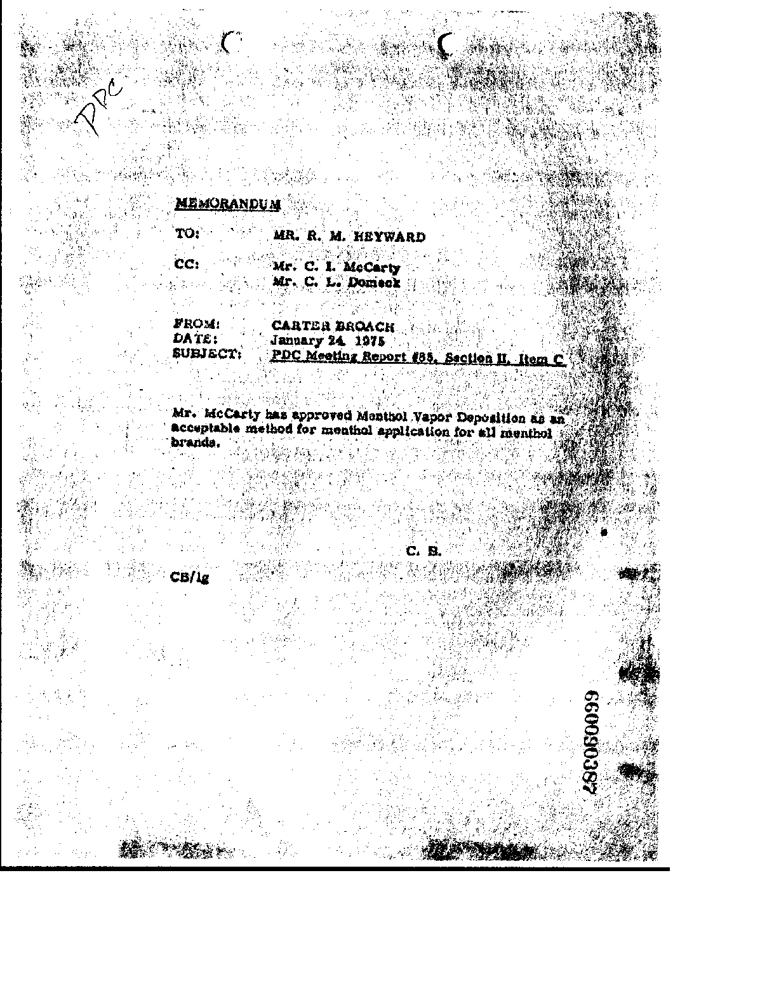 PDC
MEMORANDUM
TO: MR. R. M. HEYWARD
CC: Mr. C. I. McCarty
Mr. C. L. Domeck
FROM: CARTER BROACH
DATE: January 24, 1975
SUBJECT: PDC Meeting Report #85, Section II, Item C
Mr. McCarty has approved Menthol Vapor Deposition as an
acceptable method for menthol application for all menthol
brands.
C. B.
CB/lg
660090387